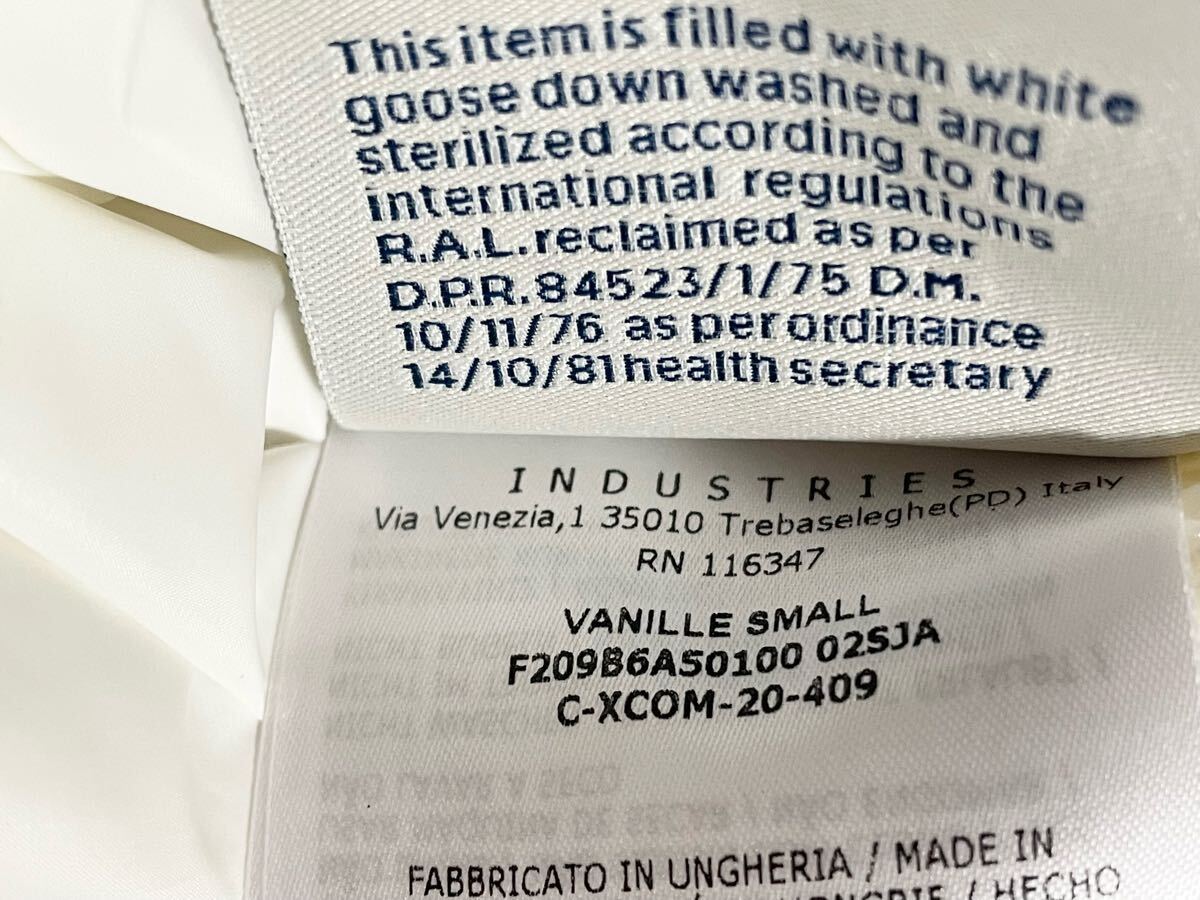 This item is filled with white
goose down washed and
sterilized according to the
international regulations
R.A.L. reclaimed as per
D.P.R. 84523/1/75 D.M.
10/11/76 as per ordinance
14/10/81 health secretary
INDUSTRIES
Via Venezia,1 35010 Trebaseleghe(PD) Italy
RN 116347
VANILLE SMALL
F209B6A50100 02SJA
C-XCOM-20-409
FABBRICATO IN UNGHERIA / MADE IN
/ HECHO